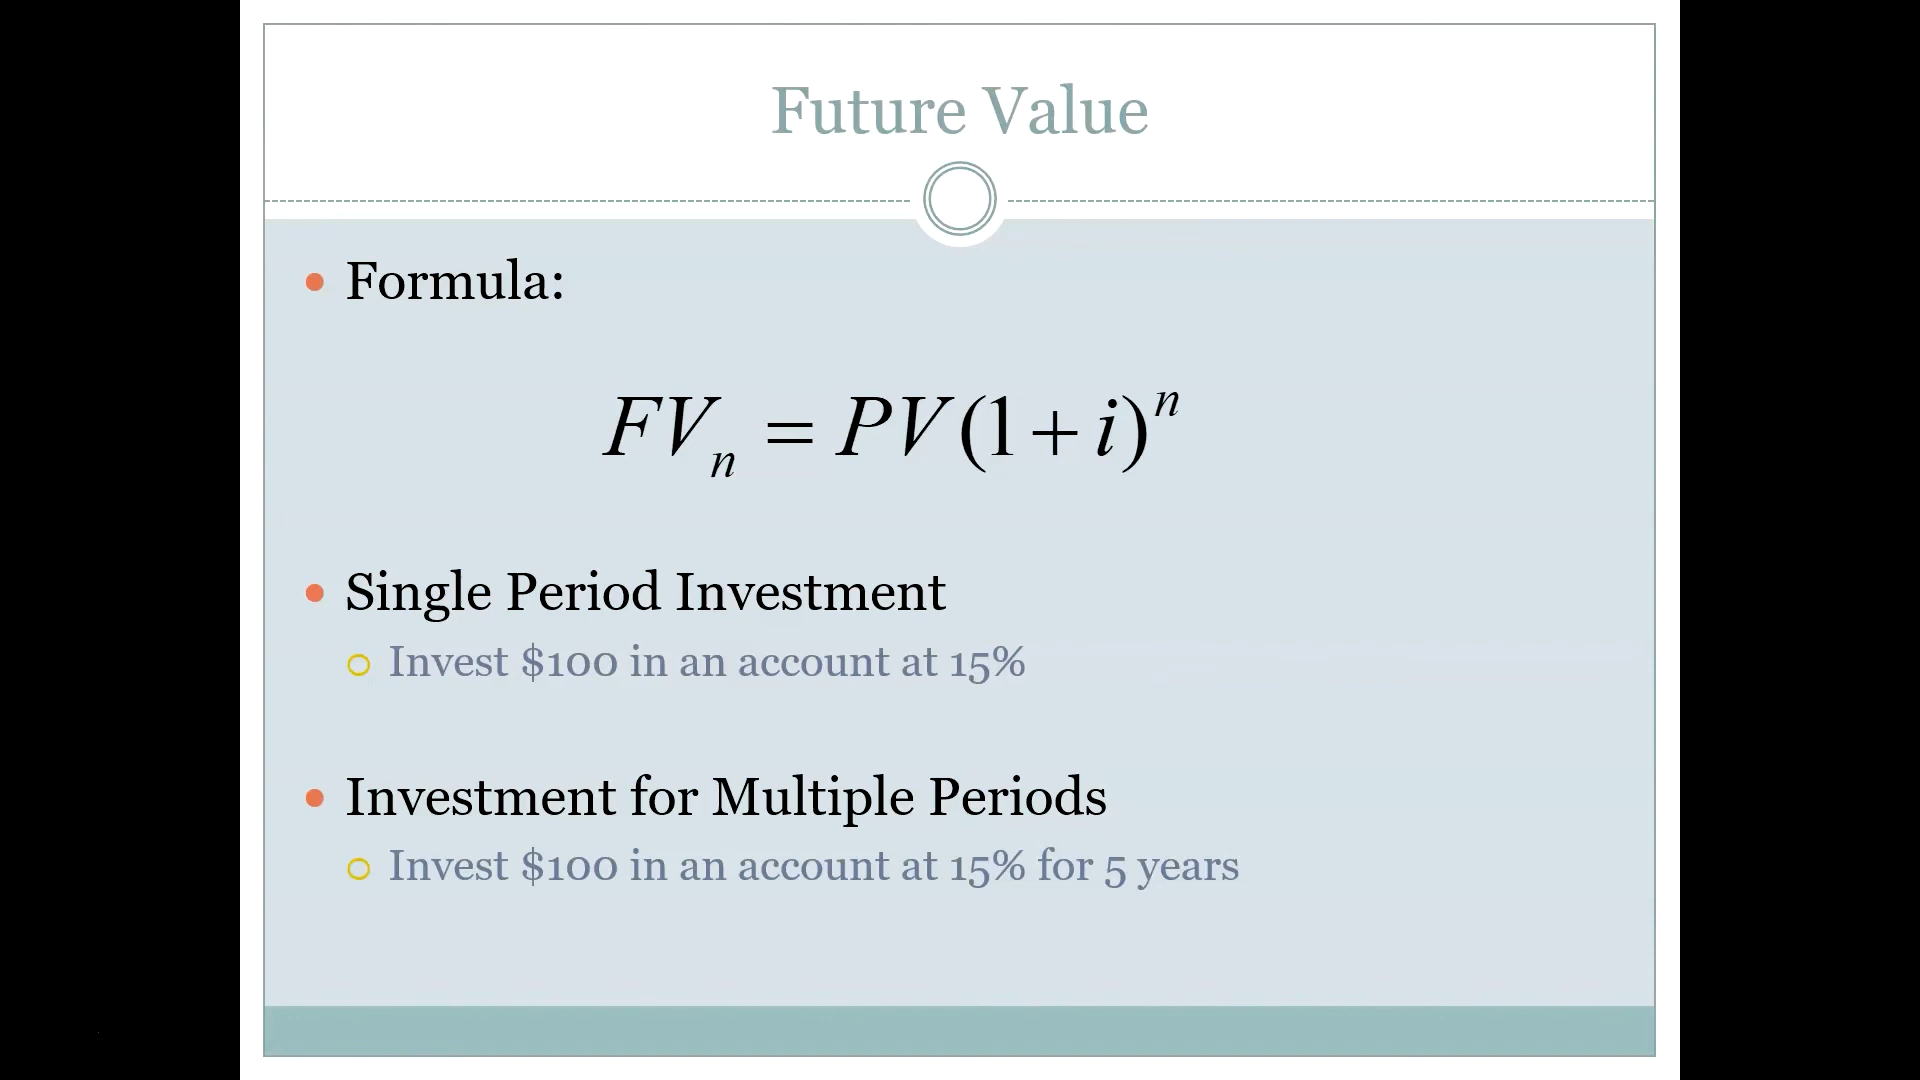 Future Value
• Formula:
FVₙ = PV(1 + i)ⁿ
• Single Period Investment
○ Invest $100 in an account at 15%
• Investment for Multiple Periods
○ Invest $100 in an account at 15% for 5 years